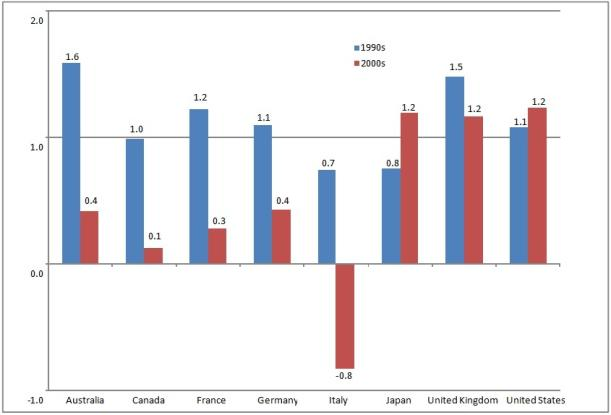 2.0
1.0
0.0
-1.0
1990s
2000s
1.6
0.4
1.0
0.1
1.2
0.3
1.1
0.4
0.7
-0.8
0.8
1.2
1.5
1.2
1.1
1.2
Australia
Canada
France
Germany
Italy
Japan
United Kingdom
United States